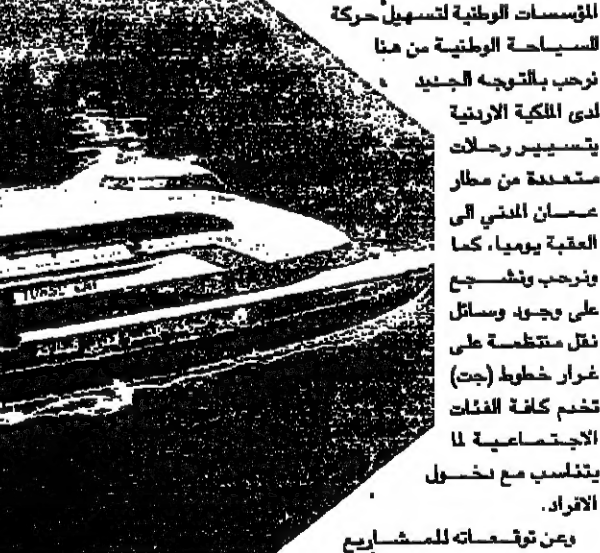 المؤسسات الوطنية لتسهيل حركة
السياحة الوطنية من هنا
نرحب بالتوجه الجديد
لدى الملكية الاردنية
بتسيير رحلات
متعددة من مطار
عمان المدني الى
العقبة يوميا، كما
ونرحب ونشجع
على وجود وسائل
نقل منتظمة على
غرار خطوط (جت)
تخدم كافة الفئات
الاجتماعية لما
يتناسب مع دخول
الافراد.
وعن توقعاته للمشاريع